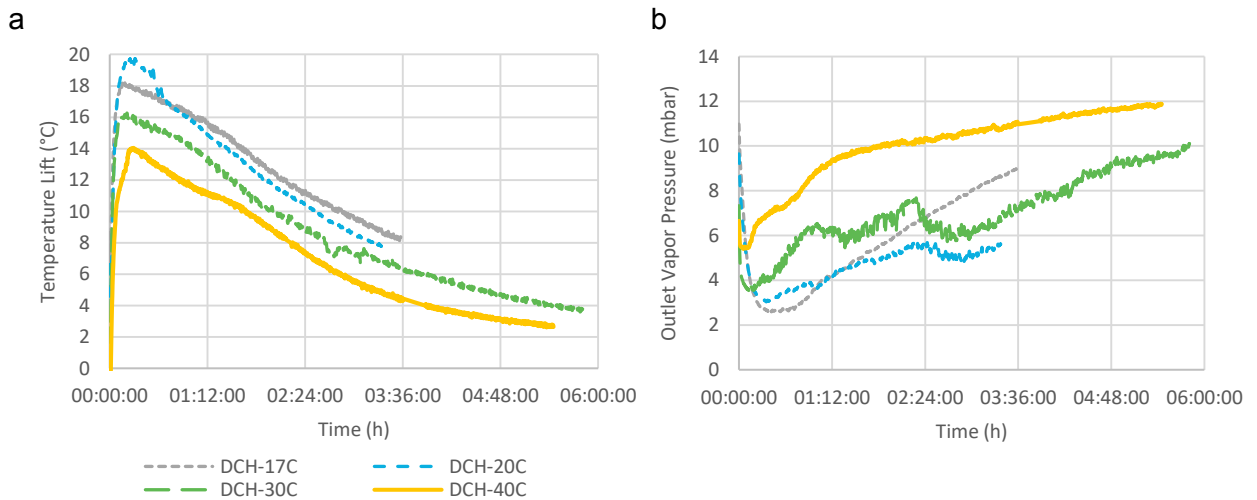 a
Temperature Lift (°C)
20
18
16
14
12
10
8
6
4
2
0
00:00:00 01:12:00 02:24:00 03:36:00 04:48:00 06:00:00
Time (h)
b
Outlet Vapor Pressure (mbar)
14
12
10
8
6
4
2
0
00:00:00 01:12:00 02:24:00 03:36:00 04:48:00 06:00:00
Time (h)
DCH-17C DCH-20C
DCH-30C DCH-40C